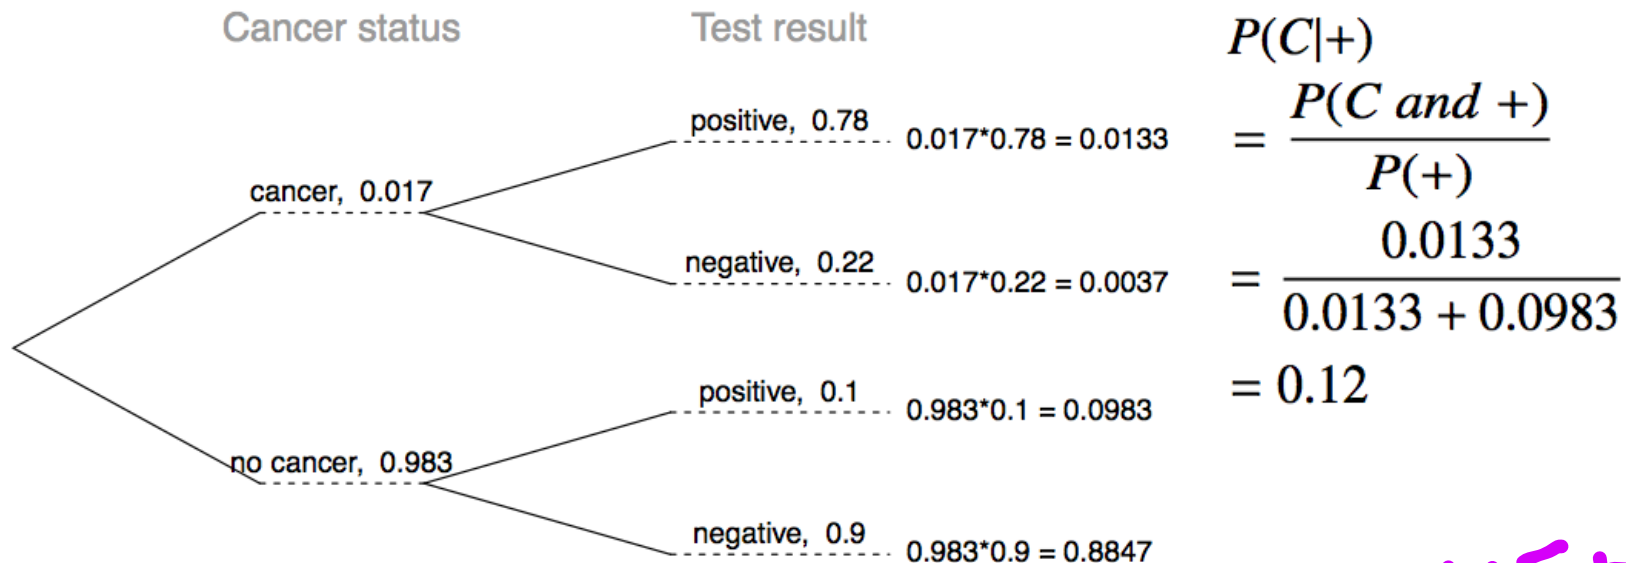 Cancer status
Test result
cancer, 0.017
positive, 0.78
0.017*0.78 = 0.0133
negative, 0.22
0.017*0.22 = 0.0037
no cancer, 0.983
positive, 0.1
0.983*0.1 = 0.0983
negative, 0.9
0.983*0.9 = 0.8847
P(C|+)
= P(C and +) / P(+)
= 0.0133 / 0.0133 + 0.0983
= 0.12